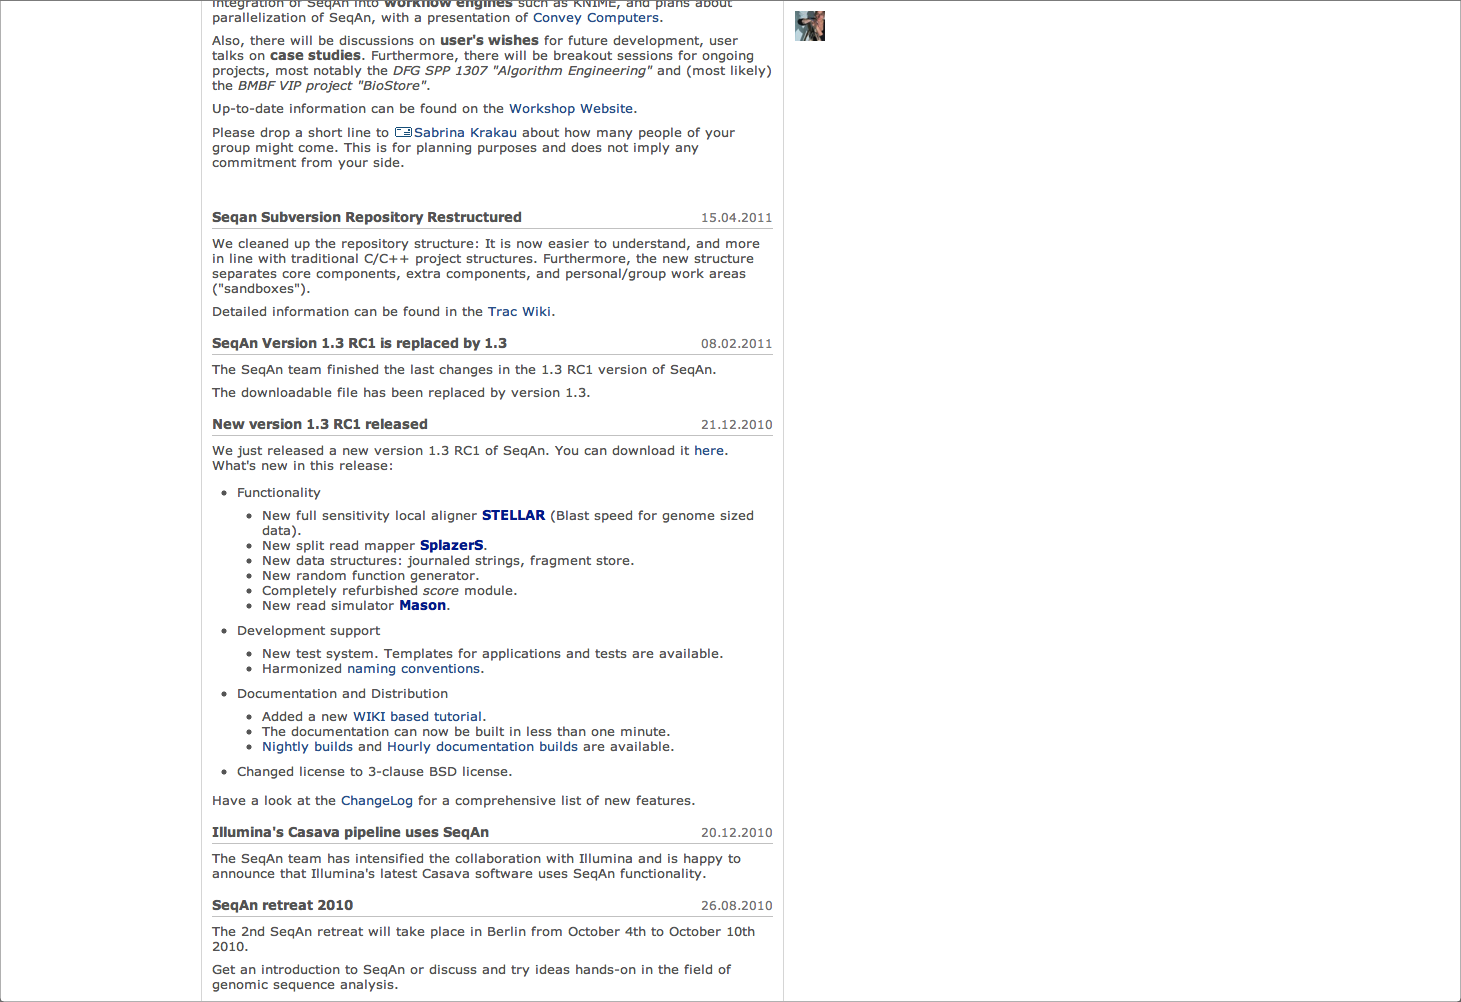 integration of SeqAn into workflow engines such as KNIME, and plans about
parallelization of SeqAn, with a presentation of Convey Computers.
Also, there will be discussions on user's wishes for future development, user
talks on case studies. Furthermore, there will be breakout sessions for ongoing
projects, most notably the DFG SPP 1307 "Algorithm Engineering" and (most likely)
the BMBF VIP project "BioStore".
Up-to-date information can be found on the Workshop Website.
Please drop a short line to Sabrina Krakau about how many people of your
group might come. This is for planning purposes and does not imply any
commitment from your side.
Seqan Subversion Repository Restructured 15.04.2011
We cleaned up the repository structure: It is now easier to understand, and more
in line with traditional C/C++ project structures. Furthermore, the new structure
separates core components, extra components, and personal/group work areas
("sandboxes").
Detailed information can be found in the Trac Wiki.
SeqAn Version 1.3 RC1 is replaced by 1.3 08.02.2011
The SeqAn team finished the last changes in the 1.3 RC1 version of SeqAn.
The downloadable file has been replaced by version 1.3.
New version 1.3 RC1 released 21.12.2010
We just released a new version 1.3 RC1 of SeqAn. You can download it here.
What's new in this release:
• Functionality
• New full sensitivity local aligner STELLAR (Blast speed for genome sized
data).
• New split read mapper SplazerS.
• New data structures: journaled strings, fragment store.
• New random function generator.
• Completely refurbished score module.
• New read simulator Mason.
• Development support
• New test system. Templates for applications and tests are available.
• Harmonized naming conventions.
• Documentation and Distribution
• Added a new WIKI based tutorial.
• The documentation can now be built in less than one minute.
• Nightly builds and Hourly documentation builds are available.
• Changed license to 3-clause BSD license.
Have a look at the ChangeLog for a comprehensive list of new features.
Illumina's Casava pipeline uses SeqAn 20.12.2010
The SeqAn team has intensified the collaboration with Illumina and is happy to
announce that Illumina's latest Casava software uses SeqAn functionality.
SeqAn retreat 2010 26.08.2010
The 2nd SeqAn retreat will take place in Berlin from October 4th to October 10th
2010.
Get an introduction to SeqAn or discuss and try ideas hands-on in the field of
genomic sequence analysis.